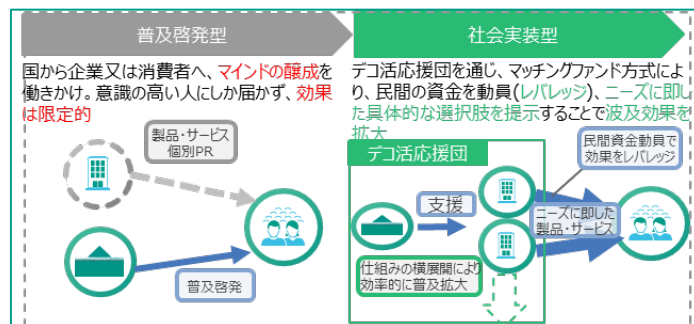 普及啓発型
社会実装型
国から企業又は消費者へ、マインドの醸成を
働きかけ。意識の高い人にしか届かず、効果
は限定的
デコ活応援団を通じ、マッチングファンド方式によ
り、民間の資金を動員(レバレッジ)、ニーズに即し
た具体的な選択肢を提示することで波及効果を
拡大
製品・サービス
個別PR
普及啓発
デコ活応援団
支援
民間資金動員で
効果をレバレッジ
ニーズに即した
製品・サービス
仕組みの横展開により
効率的に普及拡大